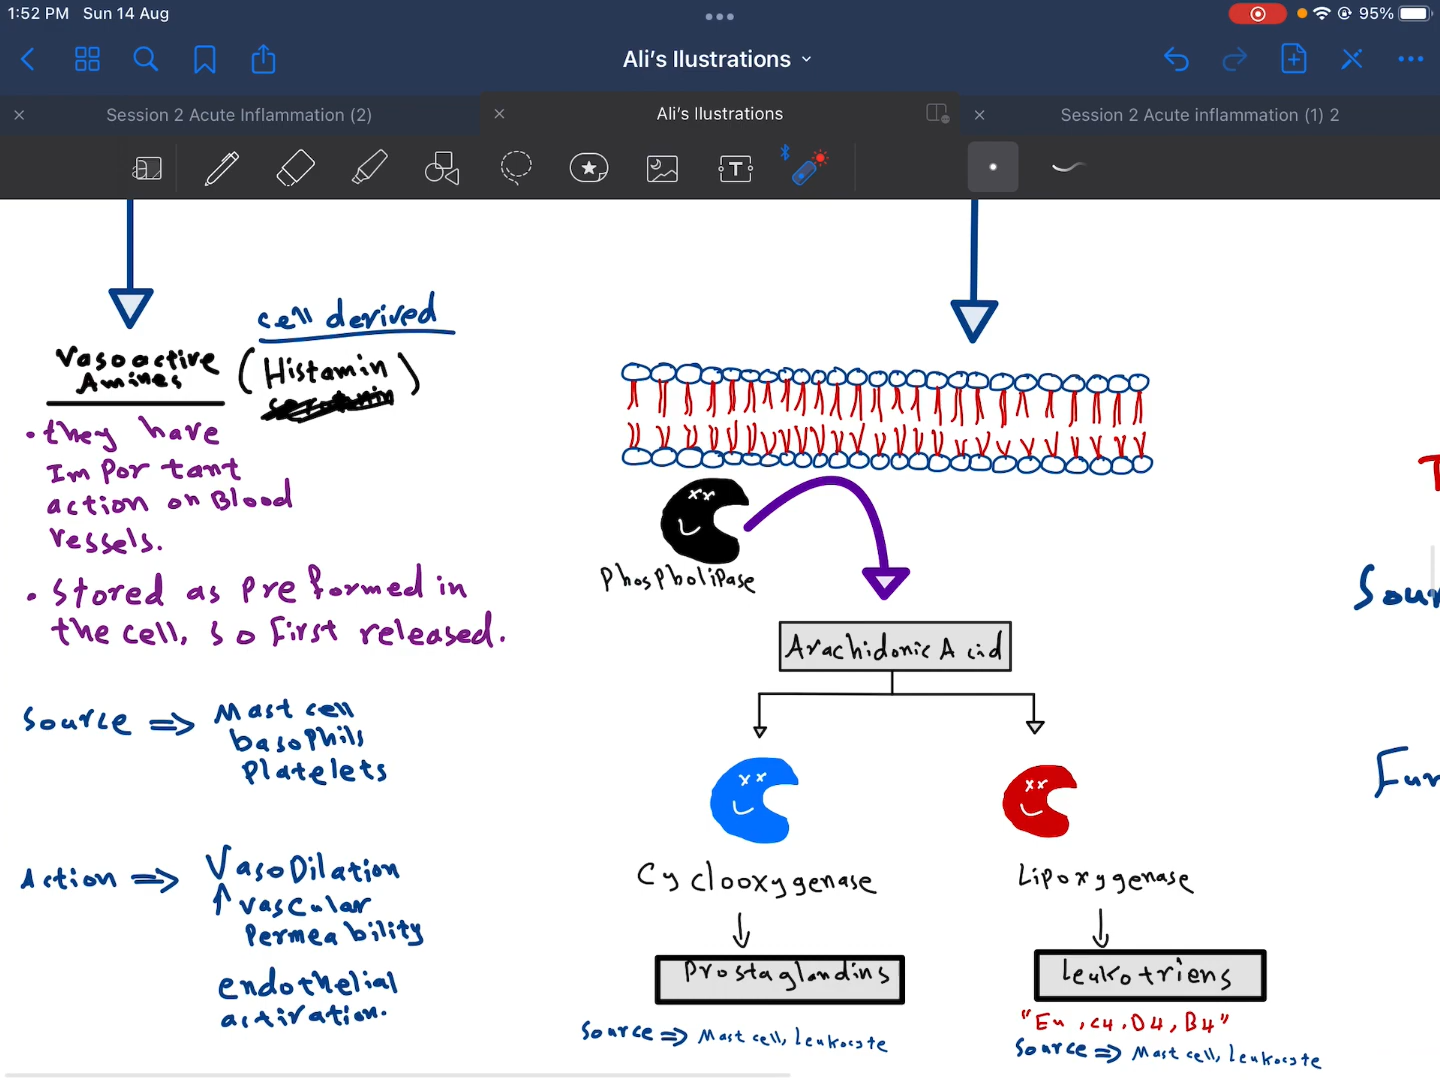 1:52 PM Sun 14 Aug
95%
Ali's Ilustrations
Session 2 Acute Inflammation (2)
Ali's Ilustrations
Session 2 Acute inflammation (1) 2
cell derived
Vasoactive
Amines
(Histamin)
• they have
Important
action on Blood
vessels.
• Stored as preformed in
the cell, so First released.
Source ⇒ Mast cell
basophils
Platelets
Action ⇒ VasoDilation
↑ vascular
Permeability
endothelial
activation.
Phospholipase
Arachidonic Acid
Cyclooxygenase
Prostaglandins
Source ⇒ Mast cell, leukocyte
Lipoxygenase
leukotriens
"E4, C4, D4, B4"
Source ⇒ Mast cell, leukocyte
T
Sour
Fun